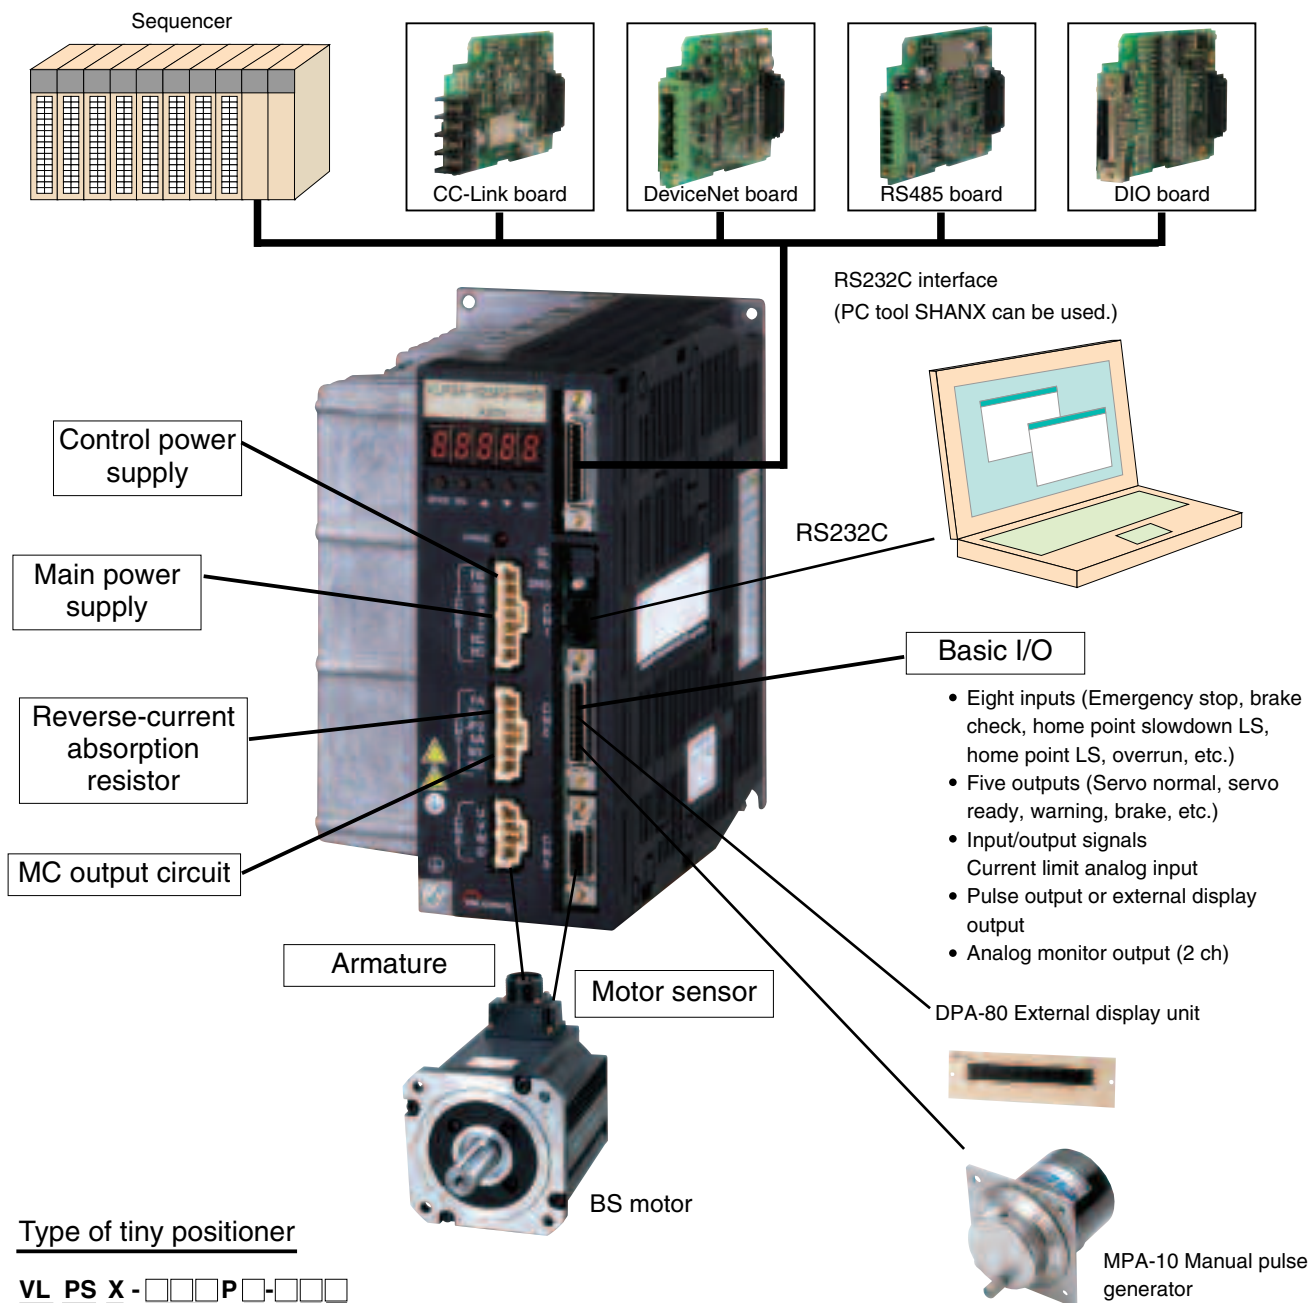 Sequencer
CC-Link board
DeviceNet board
RS485 board
DIO board
RS232C interface
(PC tool SHANX can be used.)
Control power
supply
RS232C
Main power
supply
Basic I/O
• Eight inputs (Emergency stop, brake
check, home point slowdown LS,
home point LS, overrun, etc.)
• Five outputs (Servo normal, servo
ready, warning, brake, etc.)
• Input/output signals
Current limit analog input
• Pulse output or external display
output
• Analog monitor output (2 ch)
Reverse-current
absorption
resistor
MC output circuit
Armature
Motor sensor
DPA-80 External display unit
BS motor
MPA-10 Manual pulse
generator
Type of tiny positioner
VL PS X - □□□ P □ - □□□